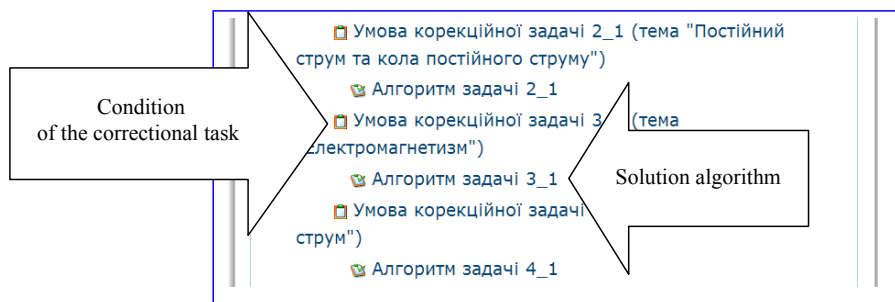 Умова корекційної задачі 2_1 (тема "Постійний
струм та кола постійного струму")
Алгоритм задачі 2_1
Condition
of the correctional task
Умова корекційної задачі 3 (тема
Електромагнетизм")
Алгоритм задачі 3_1
Solution algorithm
Умова корекційної задачі
струм")
Алгоритм задачі 4_1